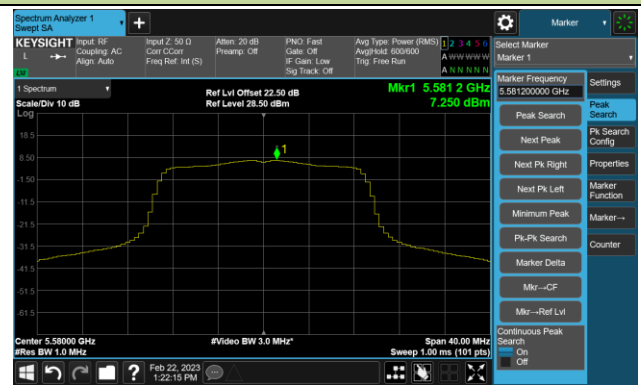 Spectrum Analyzer 1
Swept SA
Marker
KEYSIGHT
L
Input: RF
Coupling: AC
Align: Auto
Input Z: 50 Ω
Corr CCorr
Freq Ref: Int (S)
Atten: 20 dB
Preamp: Off
PNO: Fast
Gate: Off
IF Gain: Low
Sig Track: Off
Avg Type: Power (RMS)
Avg|Hold: 600/600
Trig: Free Run
1 2 3 4 5 6
A W W W W W
A N N N N N
Select Marker
Marker 1
Marker Frequency
5.581200000 GHz
Settings
Peak Search
Peak
Search
Next Peak
Pk Search
Config
Next Pk Right
Properties
Next Pk Left
Marker
Function
Minimum Peak
Marker→
Pk-Pk Search
Counter
Marker Delta
Mkr→CF
Mkr→Ref Lvl
Continuous Peak
Search
On
Off
1 Spectrum
Scale/Div 10 dB
Log
Ref Lvl Offset 22.50 dB
Ref Level 28.50 dBm
Mkr1 5.581 2 GHz
7.250 dBm
18.5
8.50
-1.50
-11.5
-21.5
-31.5
-41.5
-51.5
-61.5
1
Center 5.58000 GHz
#Res BW 1.0 MHz
#Video BW 3.0 MHz*
Span 40.00 MHz
Sweep 1.00 ms (101 pts)
Feb 22, 2023
1:22:15 PM